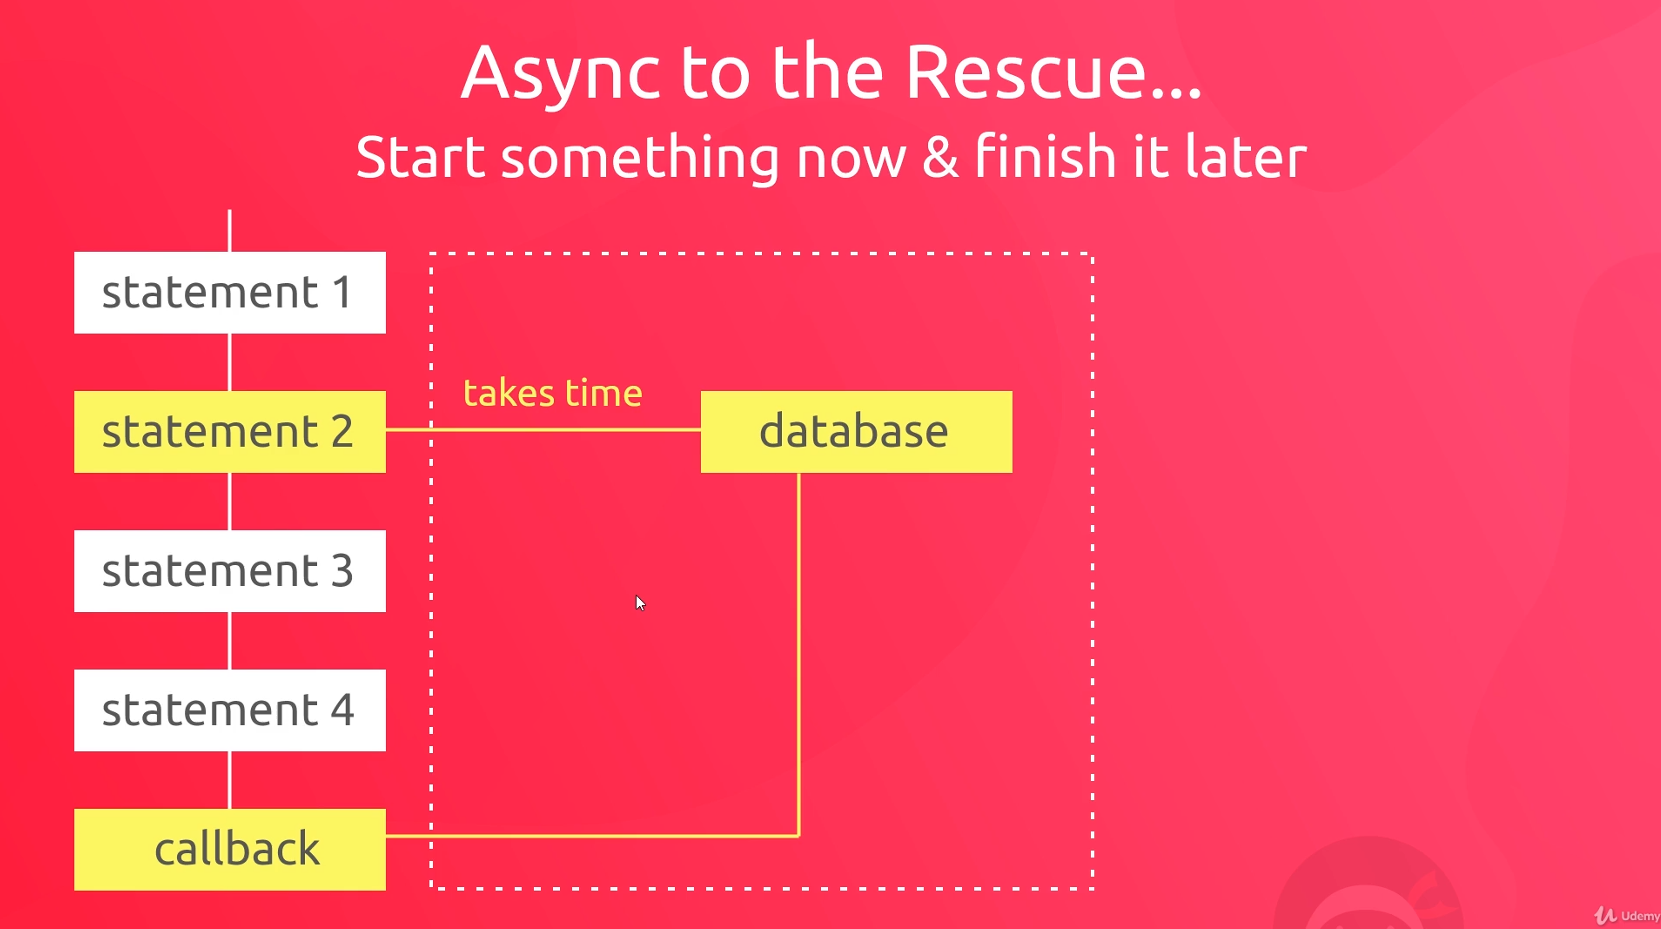 Async to the Rescue...
Start something now & finish it later
statement 1
takes time
statement 2
database
statement 3
statement 4
callback
Udemy